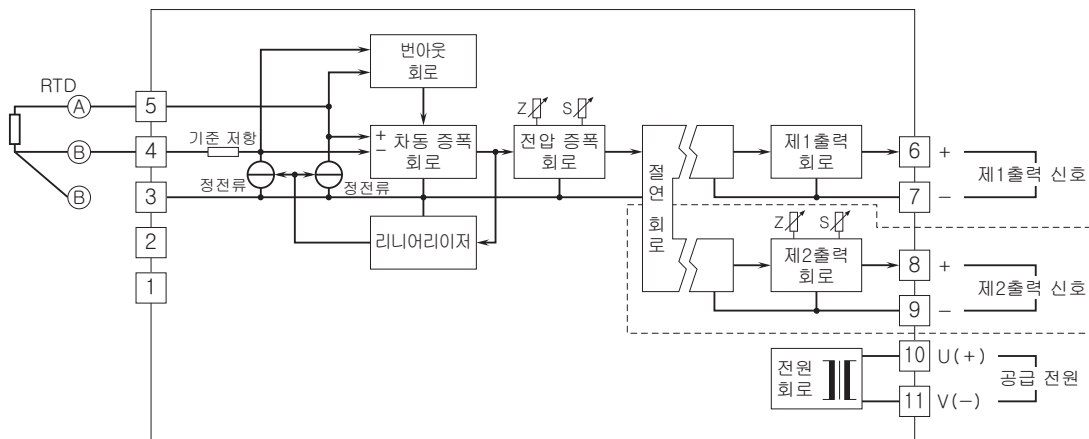 번아웃
회로
RTD
A
5
Z
S
기준 저항
B
4
+
−
차동 증폭
회로
전압 증폭
회로
제1출력
회로
6
+
제1출력 신호
B
3
정전류
정전류
절연 회로
7
−
2
리니어리이저
Z
S
1
제2출력
회로
8
+
제2출력 신호
9
−
전원
회로
10
U(+)
공급 전원
11
V(−)